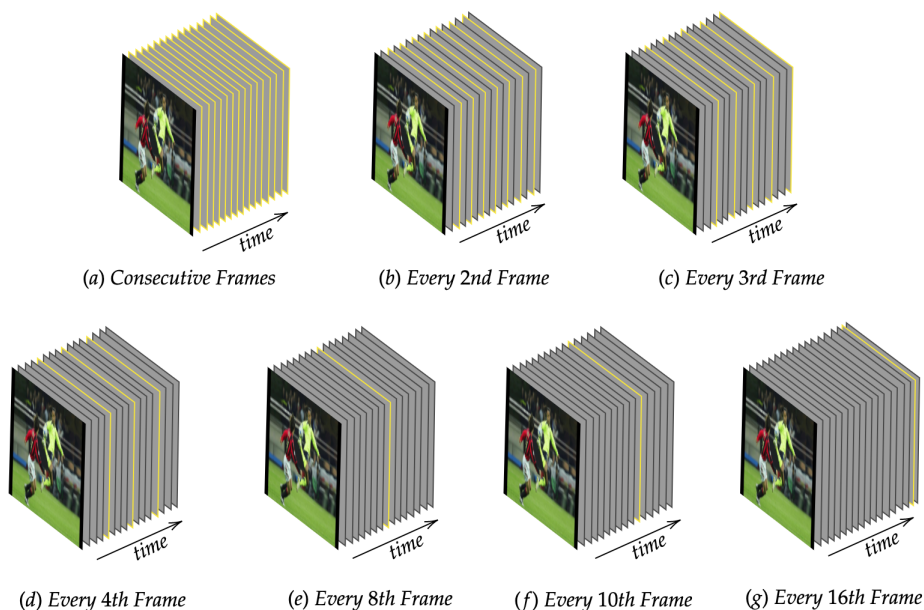 time
time
time
(a) Consecutive Frames
(b) Every 2nd Frame
(c) Every 3rd Frame
time
time
time
time
(d) Every 4th Frame
(e) Every 8th Frame
(f) Every 10th Frame
(g) Every 16th Frame